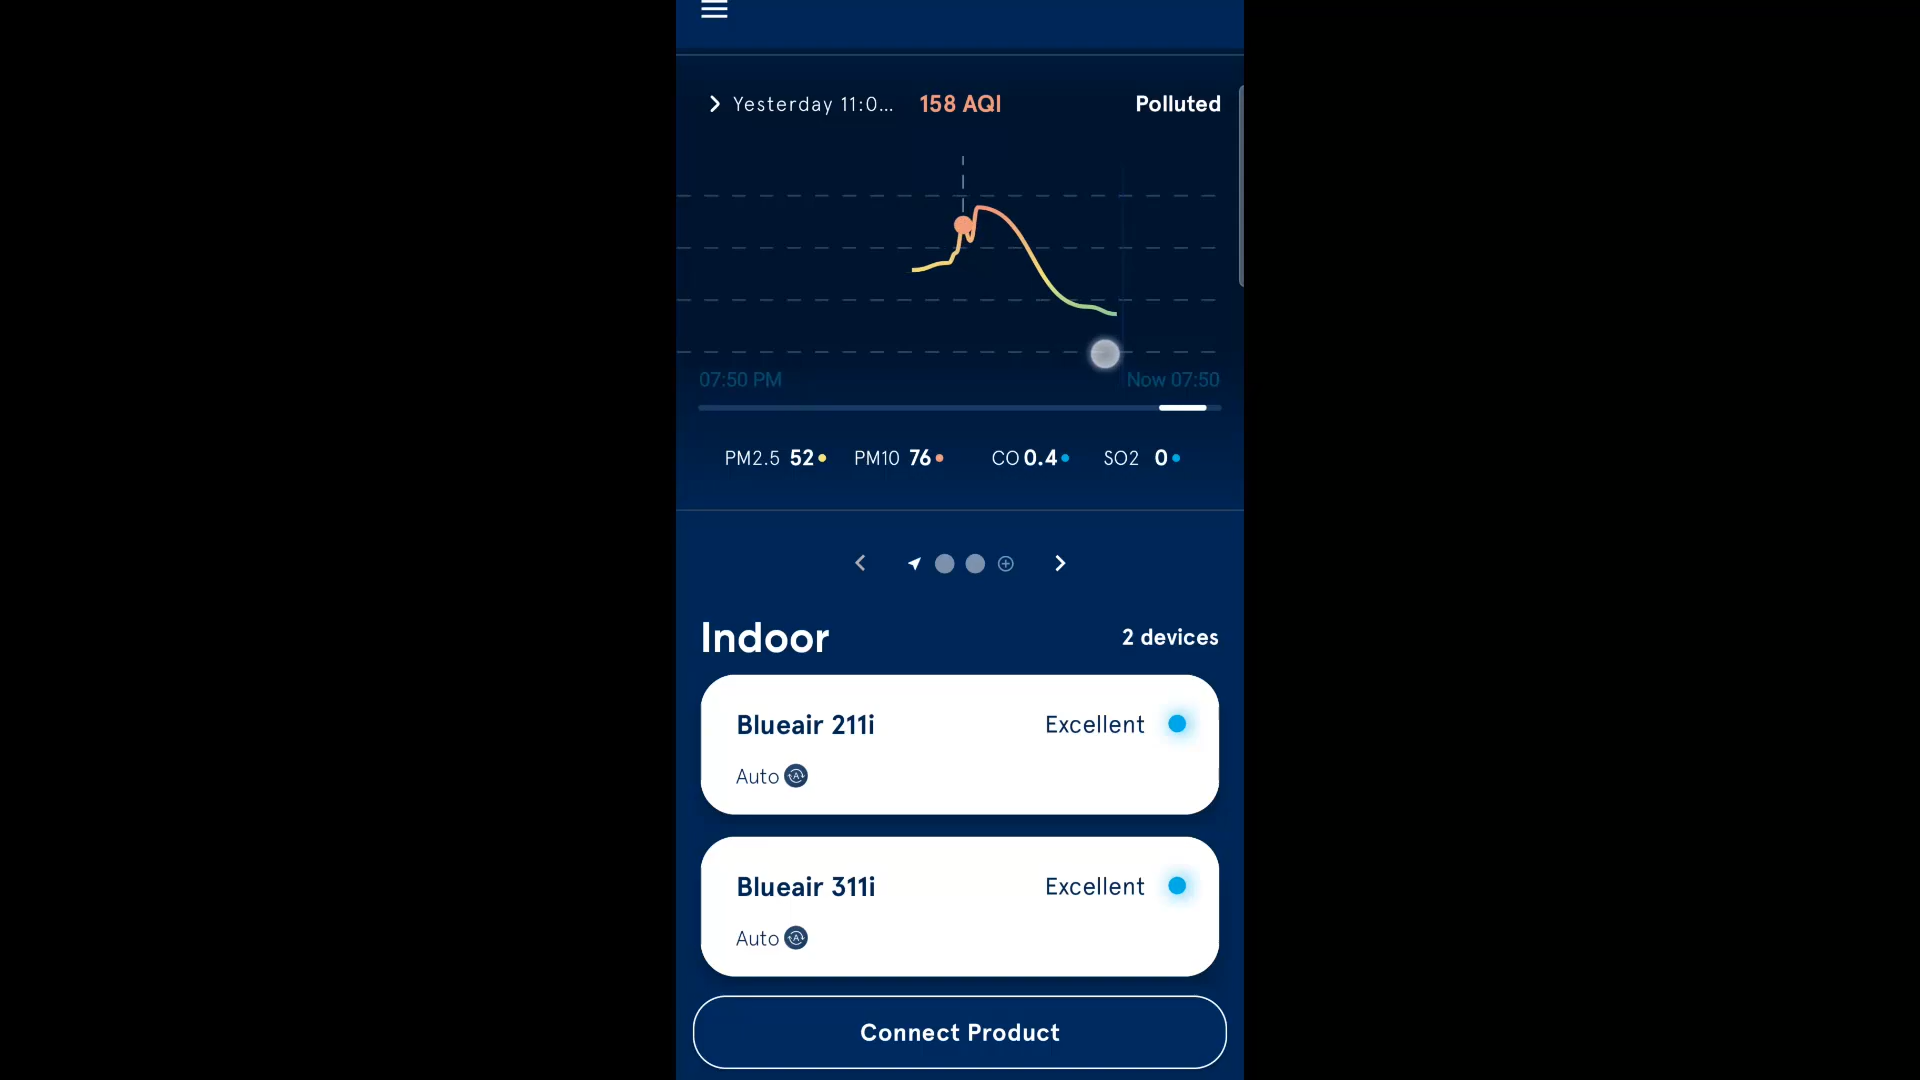 Yesterday 11:0... 158 AQI Polluted
07:50 PM Now 07:50
PM2.5 52 PM10 76 CO 0.4 SO2 0
Indoor 2 devices
Blueair 211i Excellent
Auto A
Blueair 311i Excellent
Auto A
Connect Product